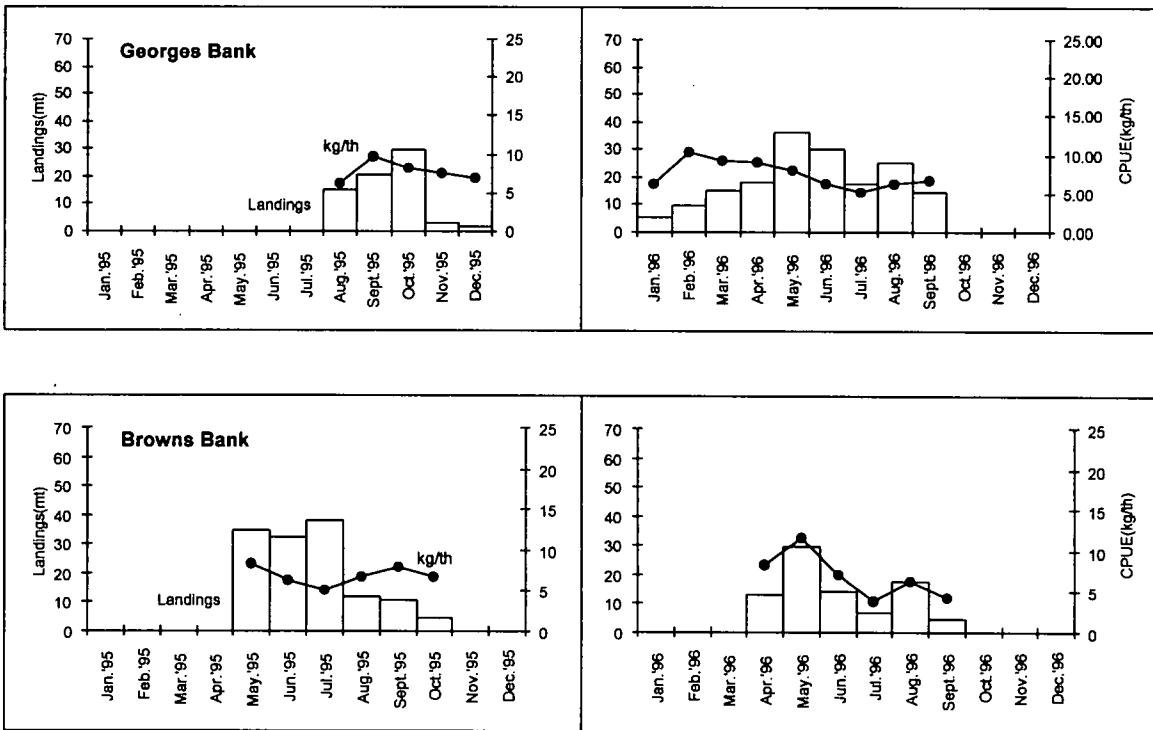 Georges Bank
Landings(mt)
70
60
50
40
30
20
10
0
kg/th
Landings
25
20
15
10
5
0
Jan.'95
Feb.'95
Mar.'95
Apr.'95
May.'95
Jun.'95
Jul.'95
Aug.'95
Sept.'95
Oct.'95
Nov.'95
Dec.'95
70
60
50
40
30
20
10
0
25.00
20.00
15.00
10.00
5.00
0.00
CPUE(kg/th)
Jan.'96
Feb.'96
Mar.'96
Apr.'96
May.'96
Jun.'96
Jul.'96
Aug.'96
Sept.'96
Oct.'96
Nov.'96
Dec.'96
Browns Bank
Landings(mt)
70
60
50
40
30
20
10
0
Landings
kg/th
25
20
15
10
5
0
Jan.'95
Feb.'95
Mar.'95
Apr.'95
May.'95
Jun.'95
Jul.'95
Aug.'95
Sept.'95
Oct.'95
Nov.'95
Dec.'95
70
60
50
40
30
20
10
0
25
20
15
10
5
0
CPUE(kg/th)
Jan.'96
Feb.'96
Mar.'96
Apr.'96
May.'96
Jun.'96
Jul.'96
Aug.'96
Sept.'96
Oct.'96
Nov.'96
Dec.'96